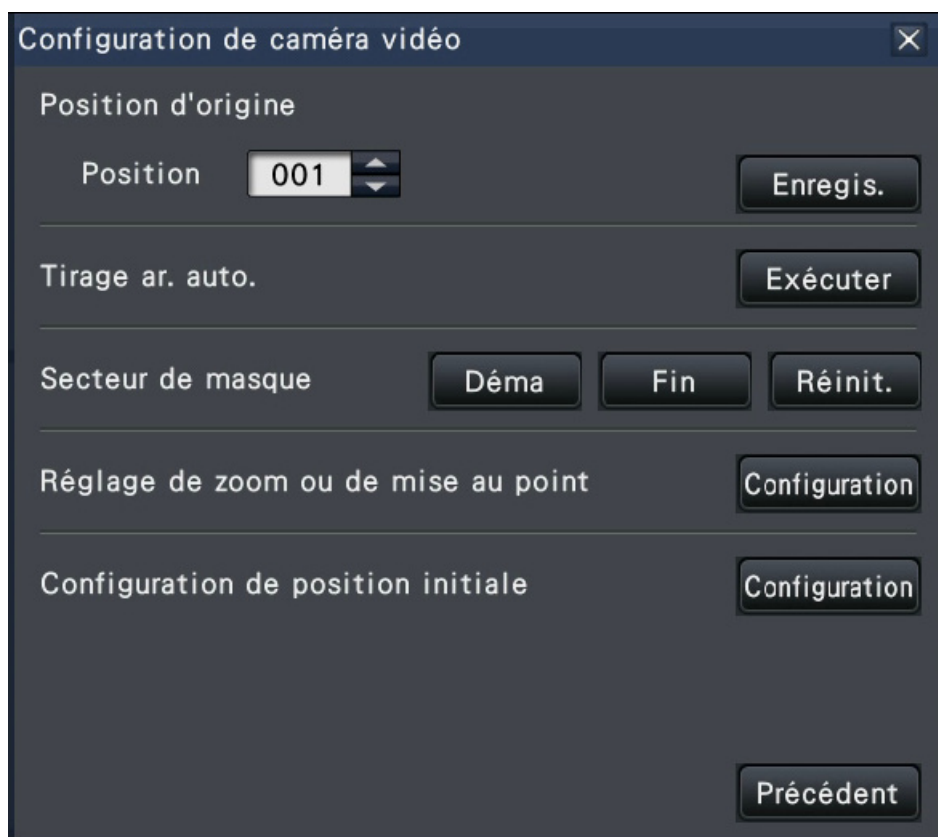 Configuration de caméra vidéo
Position d'origine
Position 001 Enregis.
Tirage ar. auto. Exécuter
Secteur de masque Déma Fin Réinit.
Réglage de zoom ou de mise au point Configuration
Configuration de position initiale Configuration
Précédent